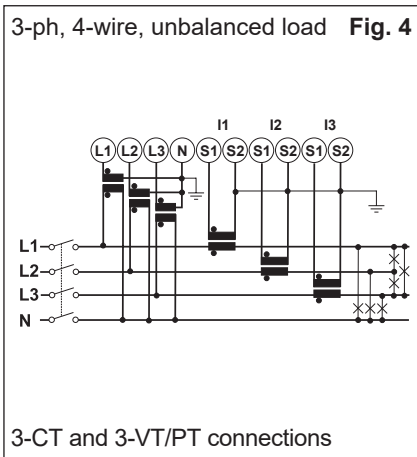 3-ph, 4-wire, unbalanced load Fig. 4
I1 I2 I3
L1 L2 L3 N S1 S2 S1 S2 S1 S2
L1
L2
L3
N
3-CT and 3-VT/PT connections